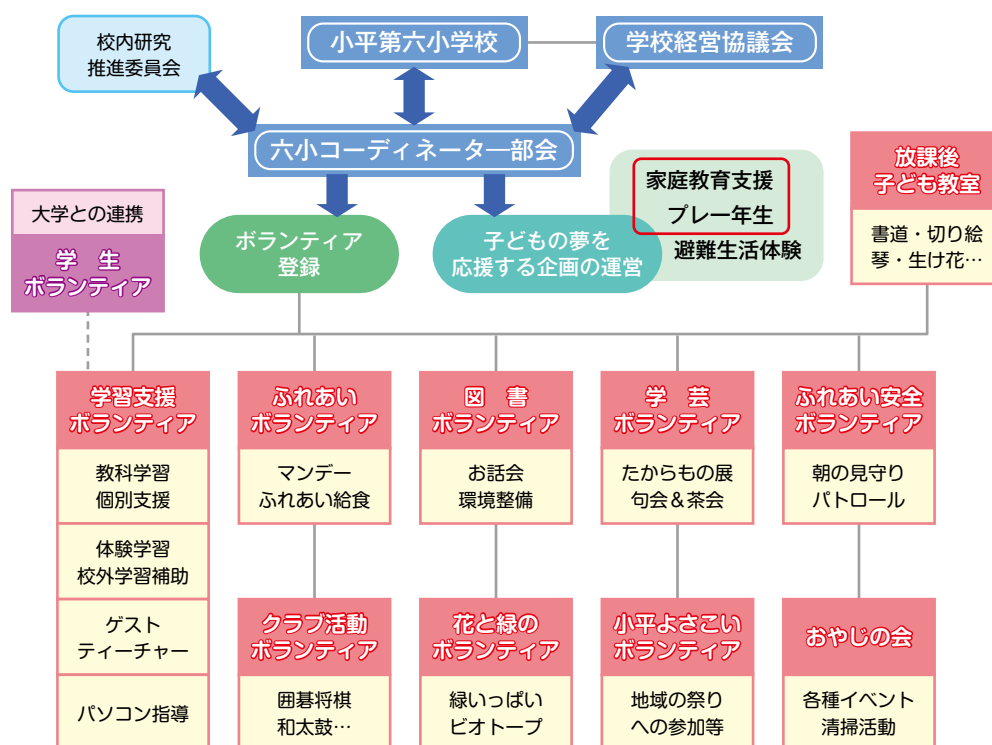 校内研究
推進委員会
小平第六小学校
学校経営協議会
六小コーディネーター部会
大学との連携
学 生
ボランティア
ボランティア
登録
子どもの夢を
応援する企画の運営
家庭教育支援
プレ一年生
避難生活体験
放課後
子ども教室
書道・切り絵
琴・生け花…
学習支援
ボランティア
教科学習
個別支援
体験学習
校外学習補助
ゲスト
ティーチャー
パソコン指導
ふれあい
ボランティア
マンデー
ふれあい給食
クラブ活動
ボランティア
囲碁将棋
和太鼓…
図 書
ボランティア
お話会
環境整備
花と緑の
ボランティア
緑いっぱい
ビオトープ
学 芸
ボランティア
たからもの展
句会＆茶会
小平よさこい
ボランティア
地域の祭り
への参加等
ふれあい安全
ボランティア
朝の見守り
パトロール
おやじの会
各種イベント
清掃活動